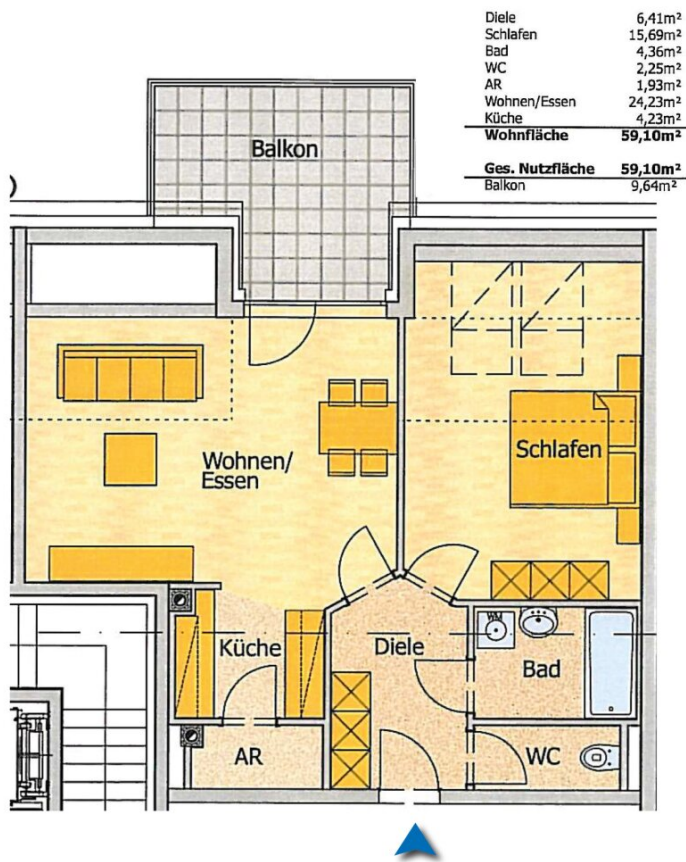 Diele 6,41m²
Schlafen 15,69m²
Bad 4,36m²
WC 2,25m²
AR 1,93m²
Wohnen/Essen 24,23m²
Küche 4,23m²
Wohnfläche 59,10m²
Ges. Nutzfläche 59,10m²
Balkon 9,64m²
Balkon
)
Wohnen/
Essen
Schlafen
Küche
Diele
WM
Bad
AR
WC